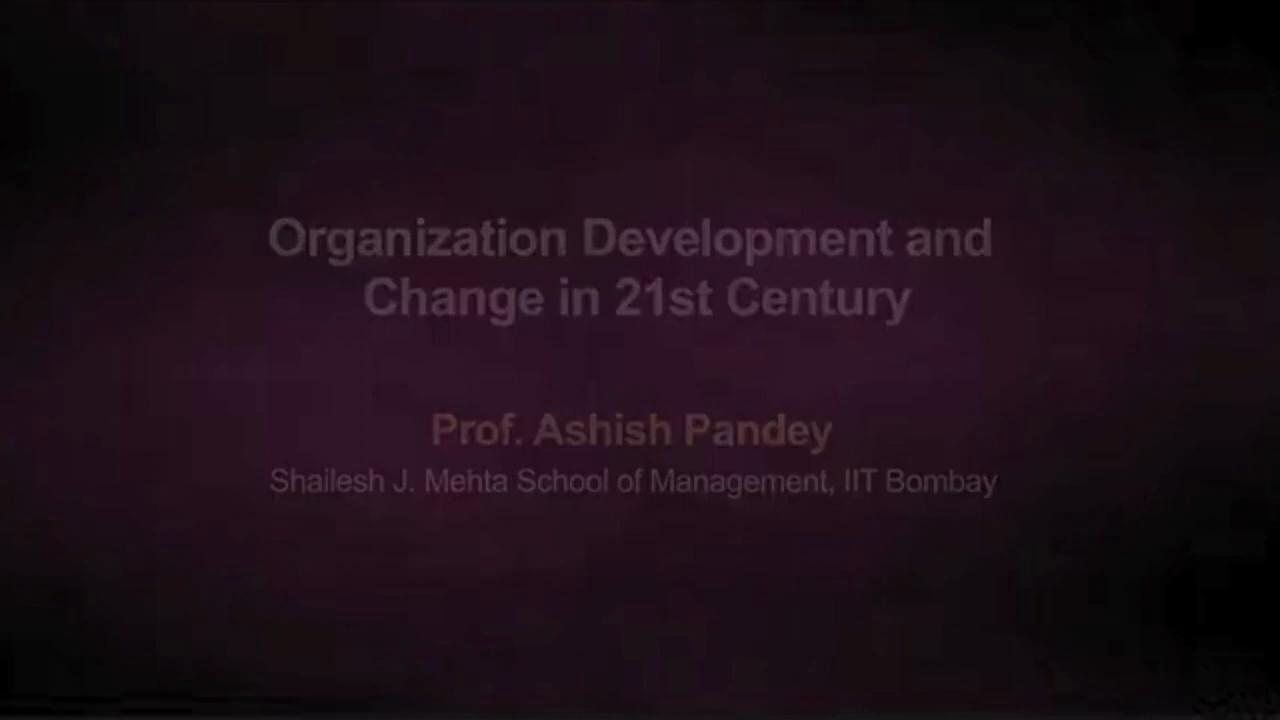 Organization Development and
Change in 21st Century
Prof. Ashish Pandey
Shailesh J. Mehta School of Management, IIT Bombay